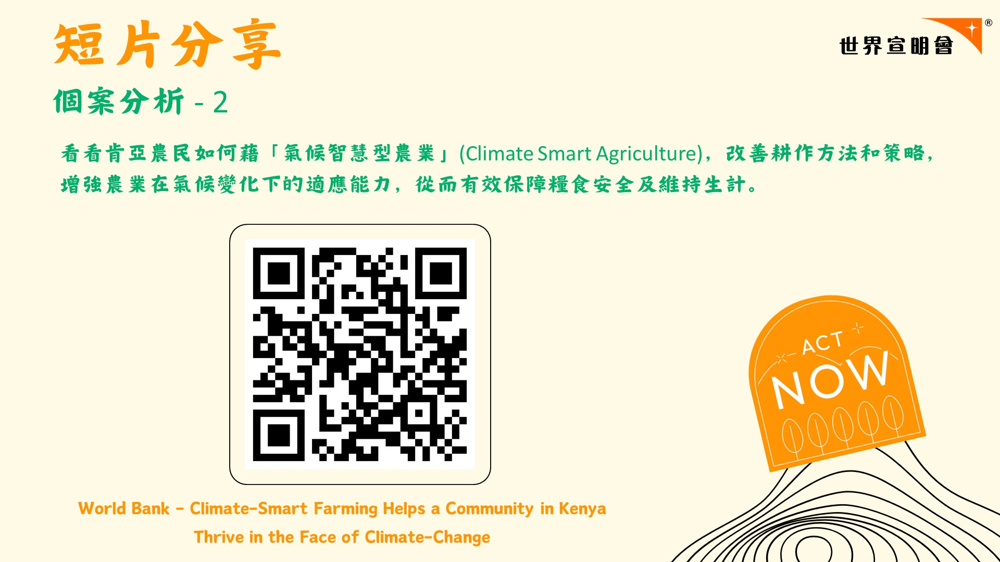 短片分享
世界宣明會®
個案分析 - 2
看看肯亞農民如何藉「氣候智慧型農業」(Climate Smart Agriculture)，改善耕作方法和策略，
增強農業在氣候變化下的適應能力，從而有效保障糧食安全及維持生計。
ACT
NOW
World Bank - Climate-Smart Farming Helps a Community in Kenya
Thrive in the Face of Climate-Change